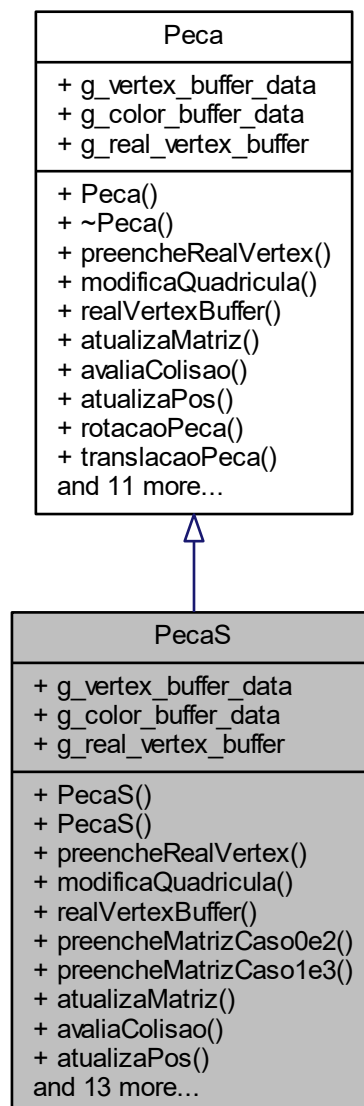 Peca
+ g_vertex_buffer_data
+ g_color_buffer_data
+ g_real_vertex_buffer
+ Peca()
+ ~Peca()
+ preencheRealVertex()
+ modificaQuadricula()
+ realVertexBuffer()
+ atualizaMatriz()
+ avaliaColisao()
+ atualizaPos()
+ rotacaoPeca()
+ translacaoPeca()
and 11 more...
PecaS
+ g_vertex_buffer_data
+ g_color_buffer_data
+ g_real_vertex_buffer
+ PecaS()
+ PecaS()
+ preencheRealVertex()
+ modificaQuadricula()
+ realVertexBuffer()
+ preencheMatrizCaso0e2()
+ preencheMatrizCaso1e3()
+ atualizaMatriz()
+ avaliaColisao()
+ atualizaPos()
and 13 more...